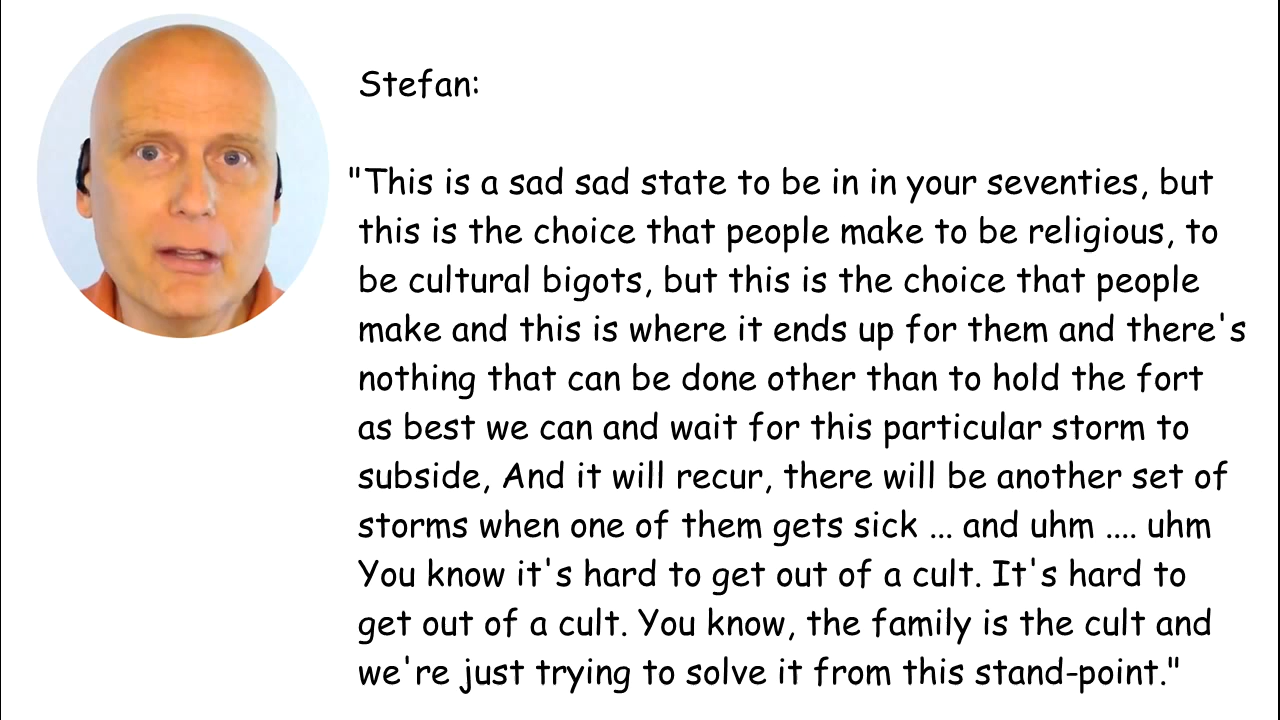 Stefan:
"This is a sad sad state to be in in your seventies, but
this is the choice that people make to be religious, to
be cultural bigots, but this is the choice that people
make and this is where it ends up for them and there's
nothing that can be done other than to hold the fort
as best we can and wait for this particular storm to
subside, And it will recur, there will be another set of
storms when one of them gets sick ... and uhm .... uhm
You know it's hard to get out of a cult. It's hard to
get out of a cult. You know, the family is the cult and
we're just trying to solve it from this stand-point."